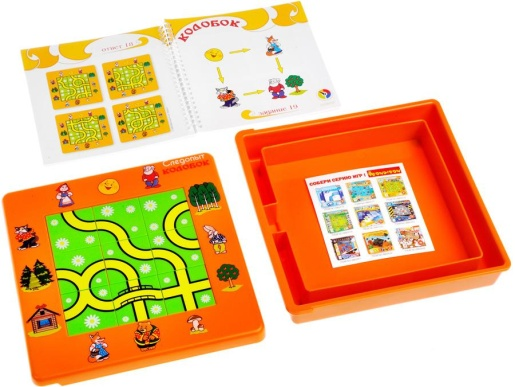 КОЛОБОК
ответ 18
задание 19
Следопыт
КОЛОБОК
СОБЕРИ СЕРИЮ ИГР !